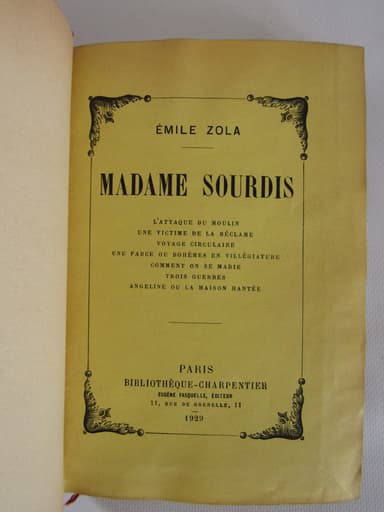 ÉMILE ZOLA
MADAME SOURDIS
L'ATTAQUE DU MOULIN
UNE VICTIME DE LA RÉCLAME
VOYAGE CIRCULAIRE
UNE FARCE OU BOHÈMES EN VILLÉGIATURE
COMMENT ON SE MARIE
TROIS GUERRES
ANGELINE OU LA MAISON HANTÉE
PARIS
BIBLIOTHÈQUE-CHARPENTIER
EUGÈNE FASQUELLE, ÉDITEUR
11, RUE DE GRENELLE, 11
1929